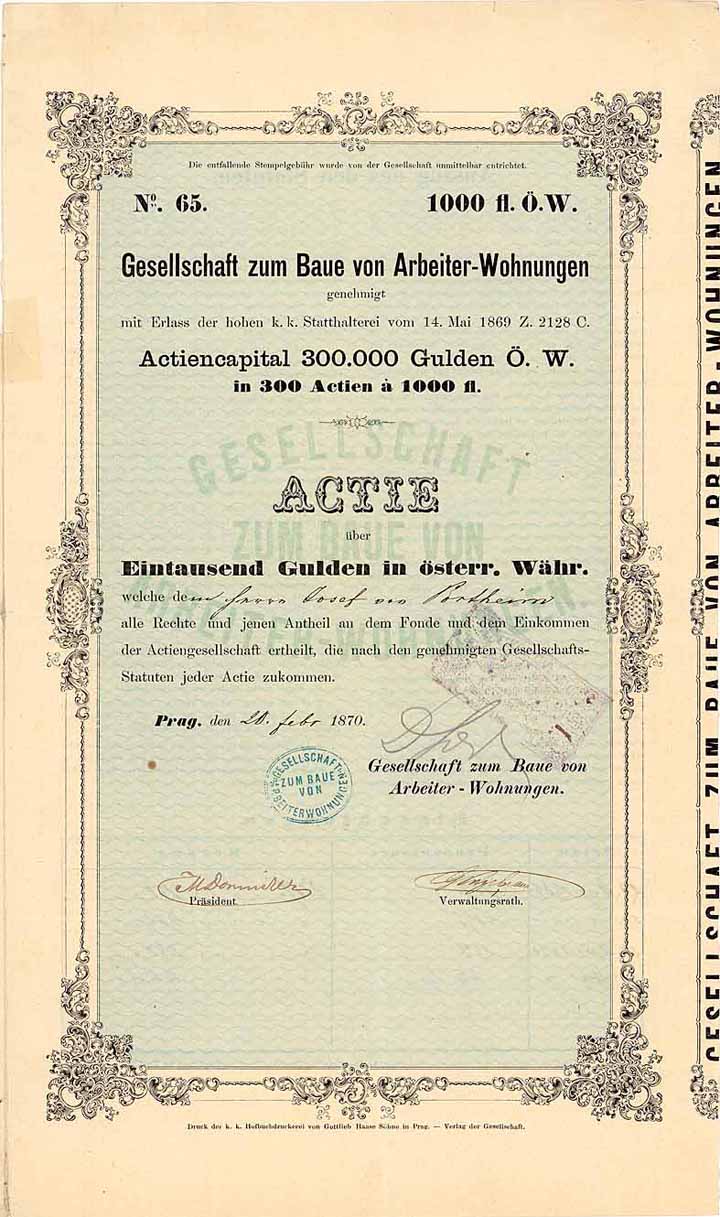 Die entfallende Stempelgebühr wurde von der Gesellschaft unmittelbar entrichtet.
No. 65. 1000 fl. Ö.W.
Gesellschaft zum Baue von Arbeiter-Wohnungen
genehmigt
mit Erlass der hohen k. k. Statthalterei vom 14. Mai 1869 Z. 2128 C.
Actiencapital 300.000 Gulden Ö. W.
in 300 Actien à 1000 fl.
GESELLSCHAFT
ACTIE
über
ZUM BAUE VON
Eintausend Gulden in österr. Währ.
welche dem Herrn Josef von Portheim
alle Rechte und jenen Antheil an dem Fonde und dem Einkommen
der Actiengesellschaft ertheilt, die nach den genehmigten Gesellschafts-
Statuten jeder Actie zukommen.
Prag, den 20. febr 1870.
Gesellschaft zum Baue von
Arbeiter-Wohnungen.
GESELLSCHAFT
ZUM BAUE
VON
ARBEITERWOHNUNGEN
Präsident
Verwaltungsrath.
Druck der k. k. Hofbuchdruckerei von Gottlieb Haase Söhne in Prag. — Verlag der Gesellschaft.
GESELLSCHAFT ZUM BAUE VON ARBEITER-WOHNUNGEN